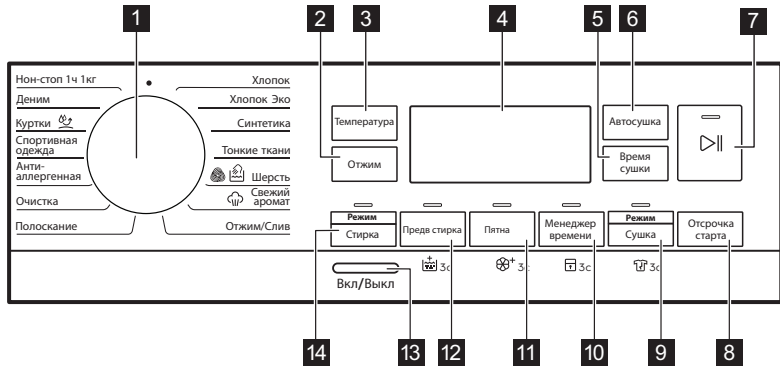 1
2
3
4
5
6
7
Нон-стоп 1ч 1кг
Деним
Куртки
Спортивная
одежда
Анти-
аллергенная
Очистка
Полоскание
Хлопок
Хлопок Эко
Синтетика
Тонкие ткани
Шерсть
Свежий
аромат
Отжим/Слив
Температура
Отжим
Автосушка
Время
сушки
Режим
Стирка
Предв стирка
Пятна
Менеджер
времени
Режим
Сушка
Отсрочка
старта
3с
3с
3с
3с
Вкл/Выкл
14
13
12
11
10
9
8